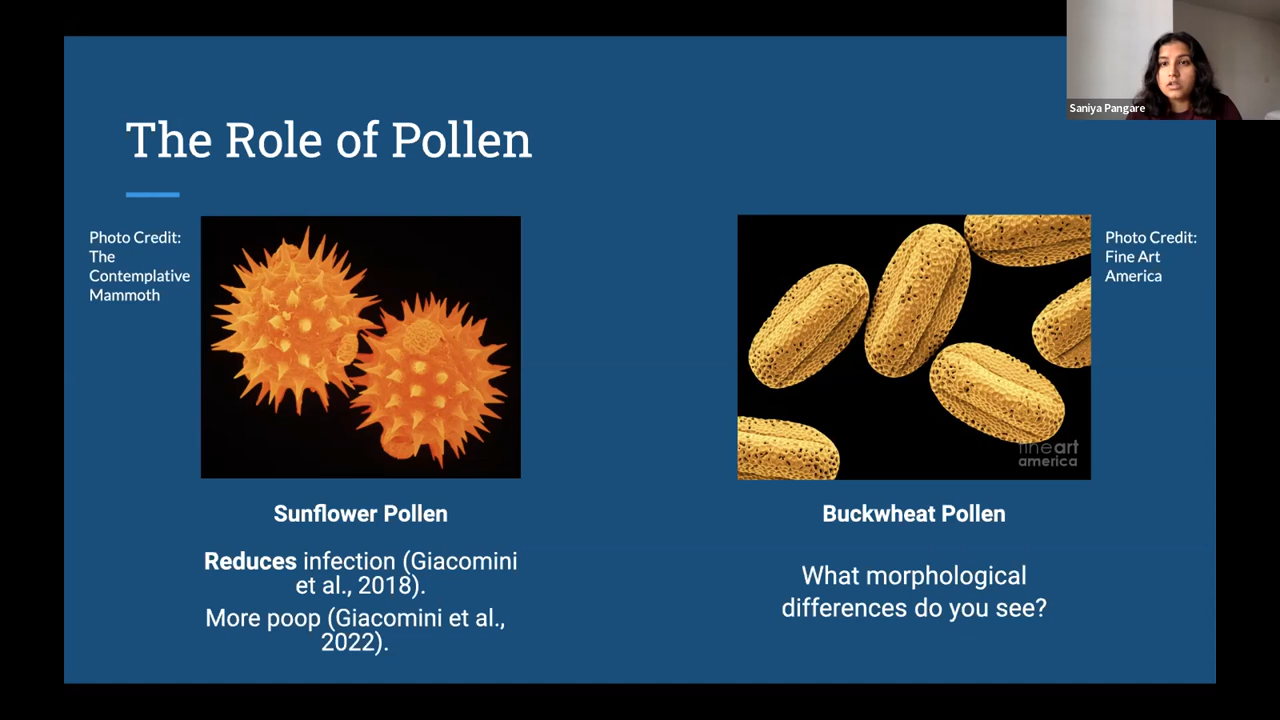 Saniya Pangare
The Role of Pollen
Photo Credit:
The
Contemplative
Mammoth
Photo Credit:
Fine Art
America
fineart
america
Sunflower Pollen
Buckwheat Pollen
Reduces infection (Giacomini
et al., 2018).
More poop (Giacomini et al.,
2022).
What morphological
differences do you see?